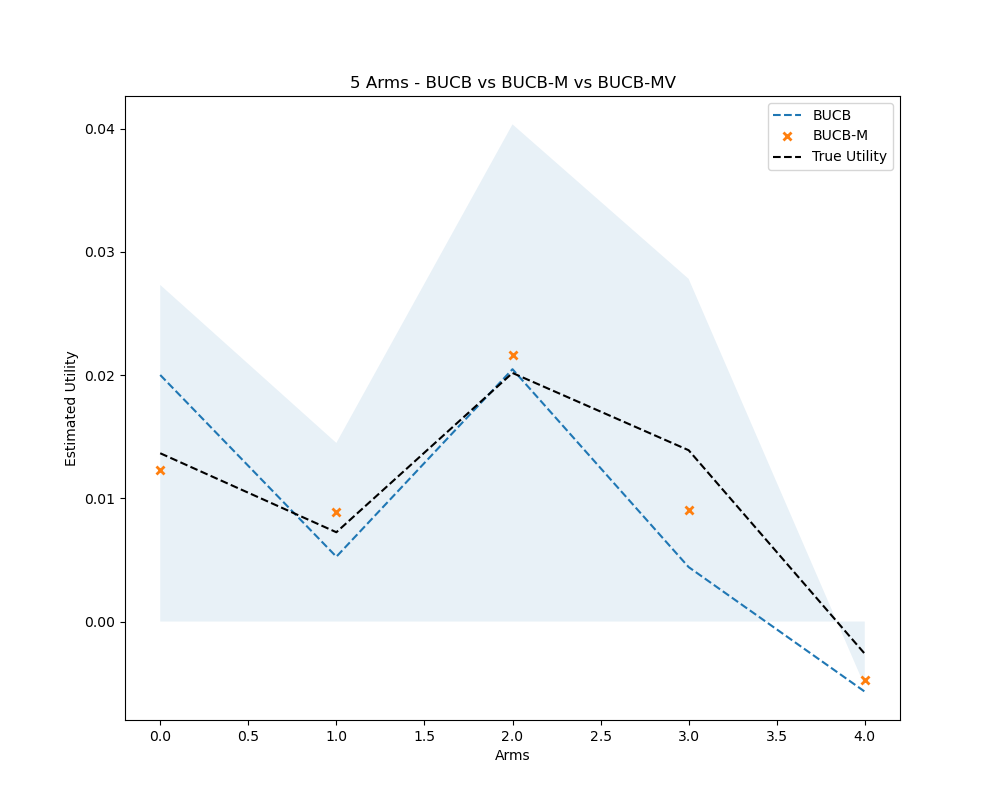 5 Arms - BUCB vs BUCB-M vs BUCB-MV
BUCB
BUCB-M
True Utility
Estimated Utility
0.04
0.03
0.02
0.01
0.00
0.0 0.5 1.0 1.5 2.0 2.5 3.0 3.5 4.0
Arms